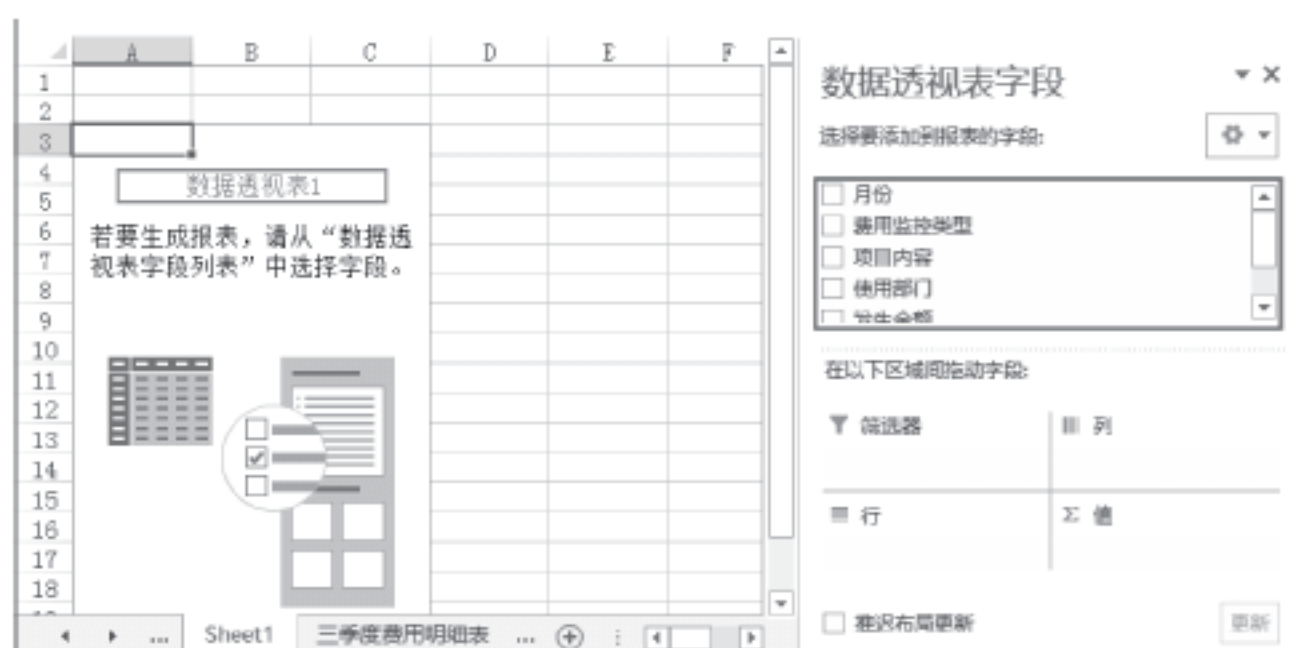 A B C D E F
1
2
3
4
5
6
7
8
9
10
11
12
13
14
15
16
17
18
数据透视表1
若要生成报表，请从“数据透
视表字段列表”中选择字段。
Sheet1 三季度费用明细表 ...
数据透视表字段
选择要添加到报表的字段:
月份
费用监控类型
项目内容
使用部门
发生金额
在以下区域间拖动字段:
筛选器
列
行
Σ 值
推迟布局更新 更新